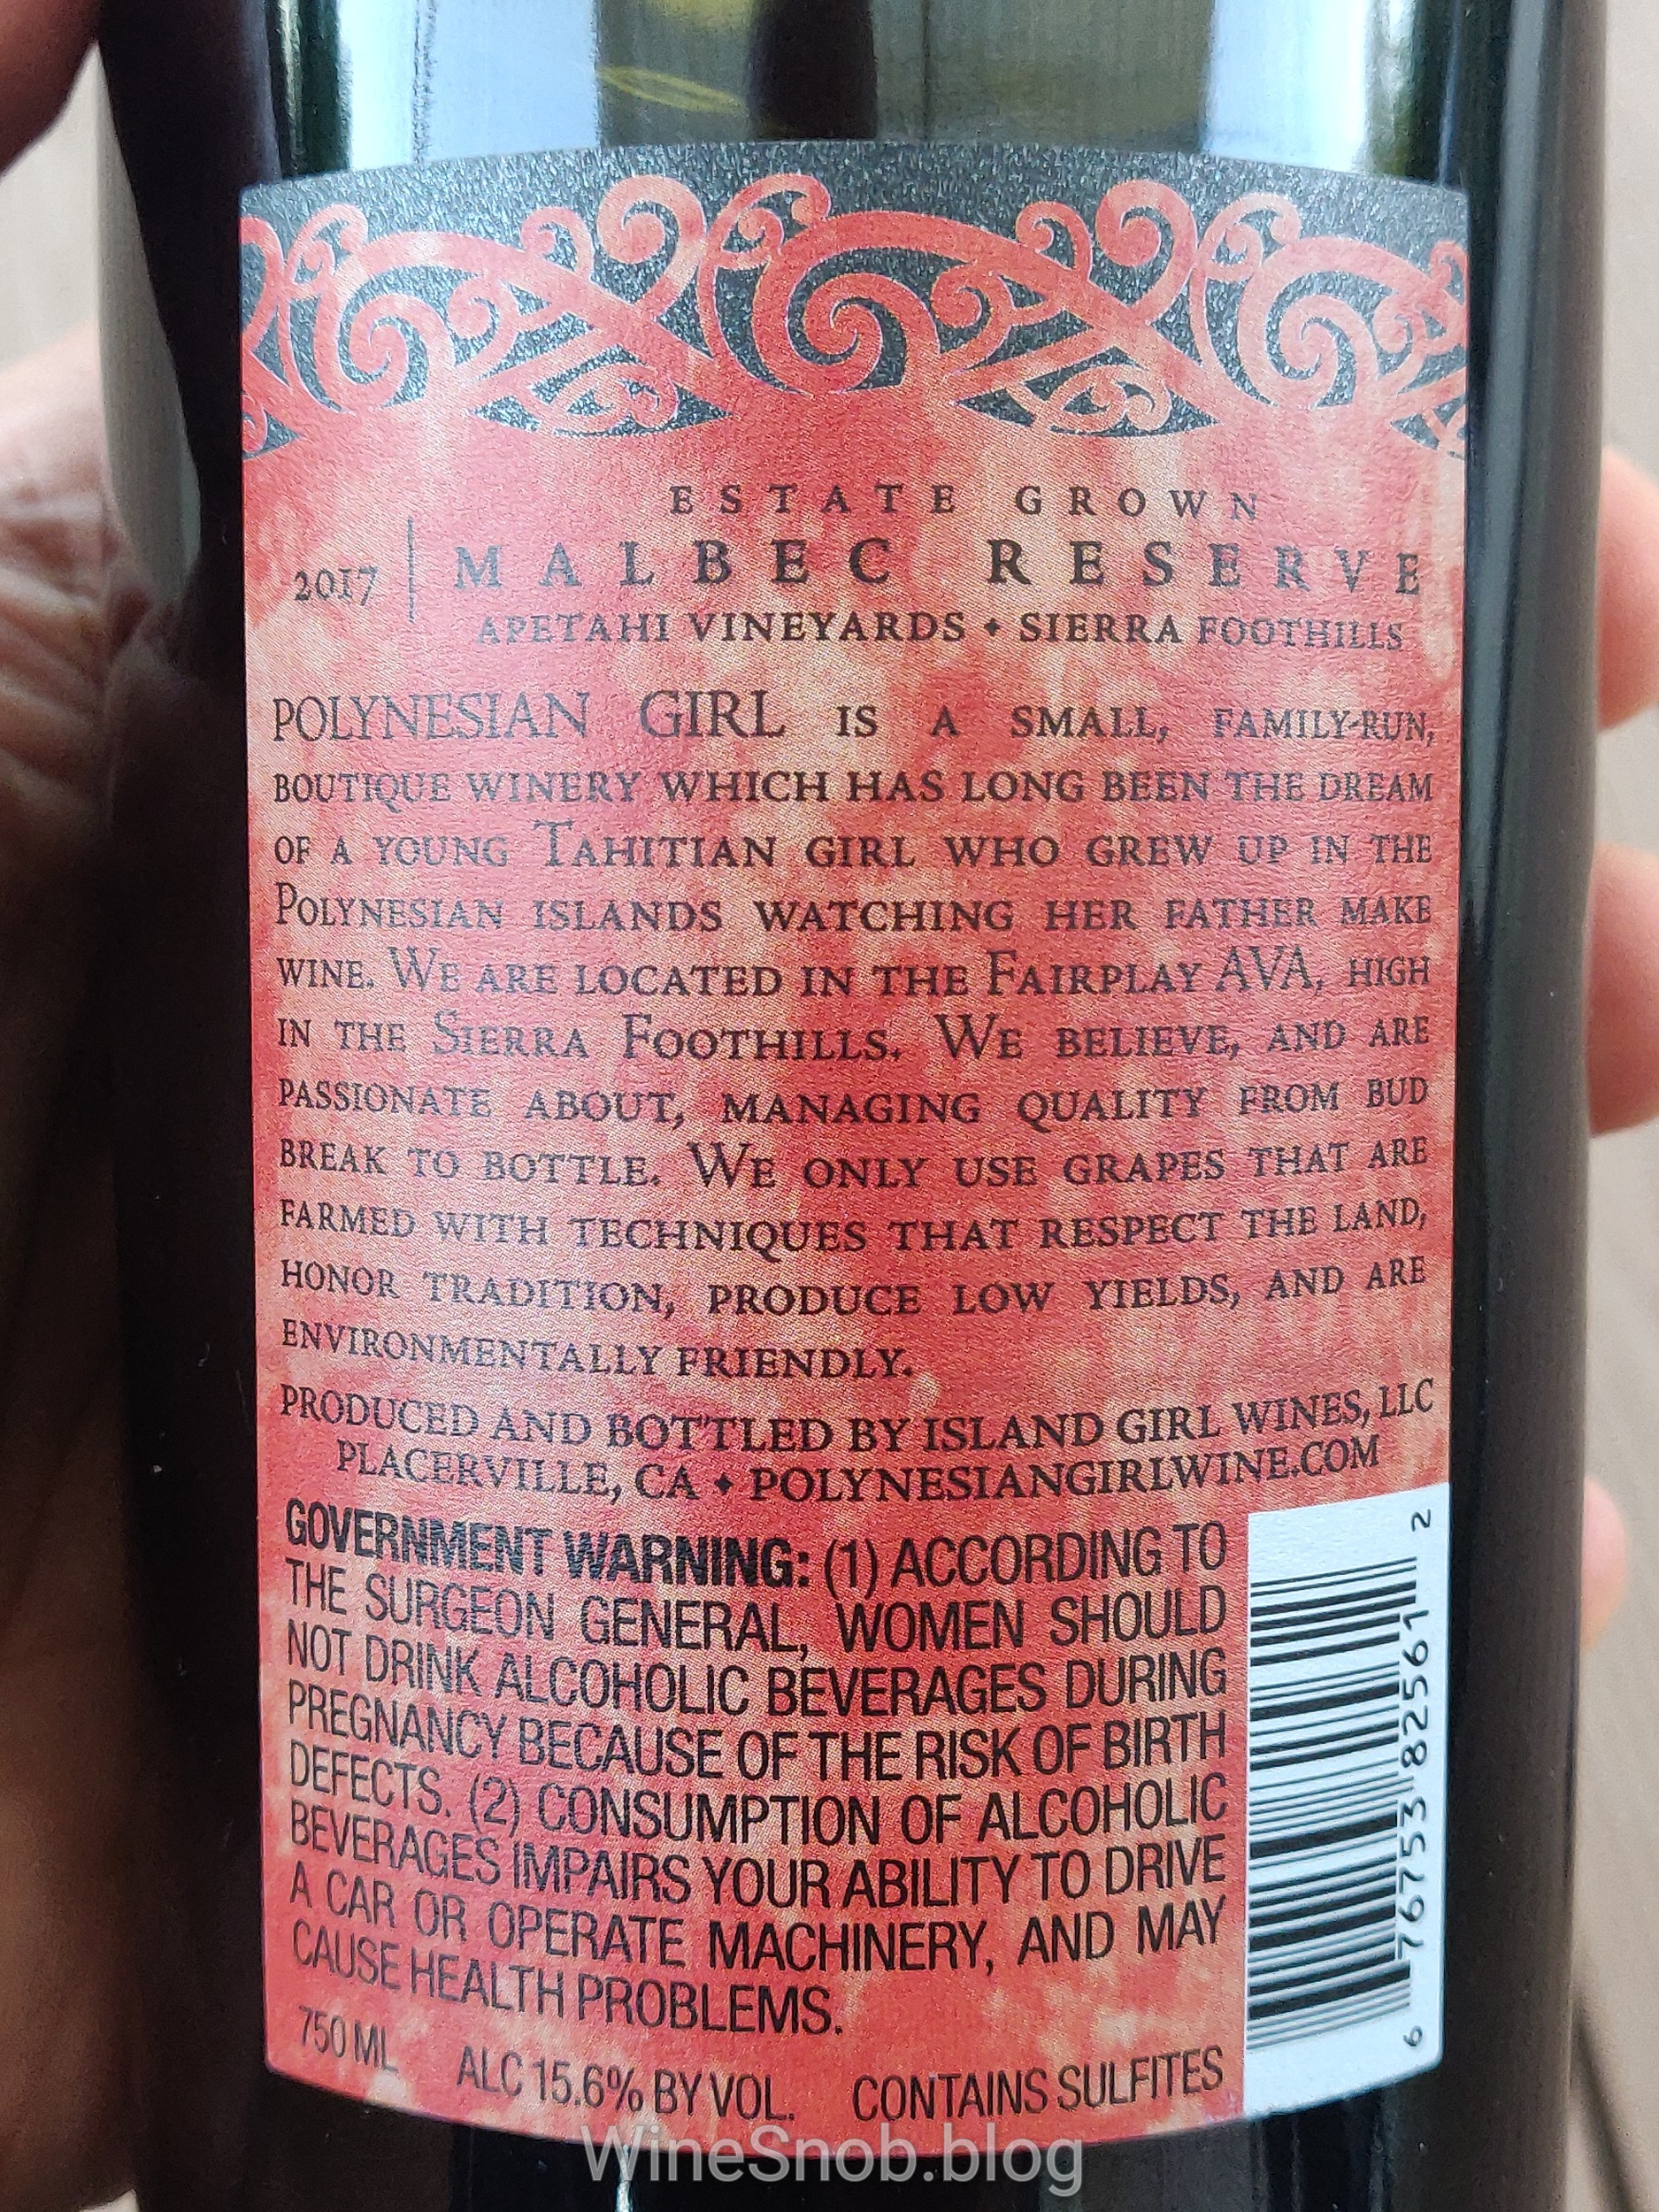 ESTATE GROWN
2017 | MALBEC RESERVE
APETAHI VINEYARDS • SIERRA FOOTHILLS
POLYNESIAN GIRL IS A SMALL, FAMILY-RUN,
BOUTIQUE WINERY WHICH HAS LONG BEEN THE DREAM
OF A YOUNG TAHITIAN GIRL WHO GREW UP IN THE
POLYNESIAN ISLANDS WATCHING HER FATHER MAKE
WINE. WE ARE LOCATED IN THE FAIRPLAY AVA, HIGH
IN THE SIERRA FOOTHILLS. WE BELIEVE, AND ARE
PASSIONATE ABOUT, MANAGING QUALITY FROM BUD
BREAK TO BOTTLE. WE ONLY USE GRAPES THAT ARE
FARMED WITH TECHNIQUES THAT RESPECT THE LAND,
HONOR TRADITION, PRODUCE LOW YIELDS, AND ARE
ENVIRONMENTALLY FRIENDLY.
PRODUCED AND BOTTLED BY ISLAND GIRL WINES, LLC
PLACERVILLE, CA • POLYNESIANGIRLWINE.COM
GOVERNMENT WARNING: (1) ACCORDING TO
THE SURGEON GENERAL, WOMEN SHOULD
NOT DRINK ALCOHOLIC BEVERAGES DURING
PREGNANCY BECAUSE OF THE RISK OF BIRTH
DEFECTS. (2) CONSUMPTION OF ALCOHOLIC
BEVERAGES IMPAIRS YOUR ABILITY TO DRIVE
A CAR OR OPERATE MACHINERY, AND MAY
CAUSE HEALTH PROBLEMS.
750 ML ALC 15.6% BY VOL. CONTAINS SULFITES
6 76753 82561 2
WineSnob.blog